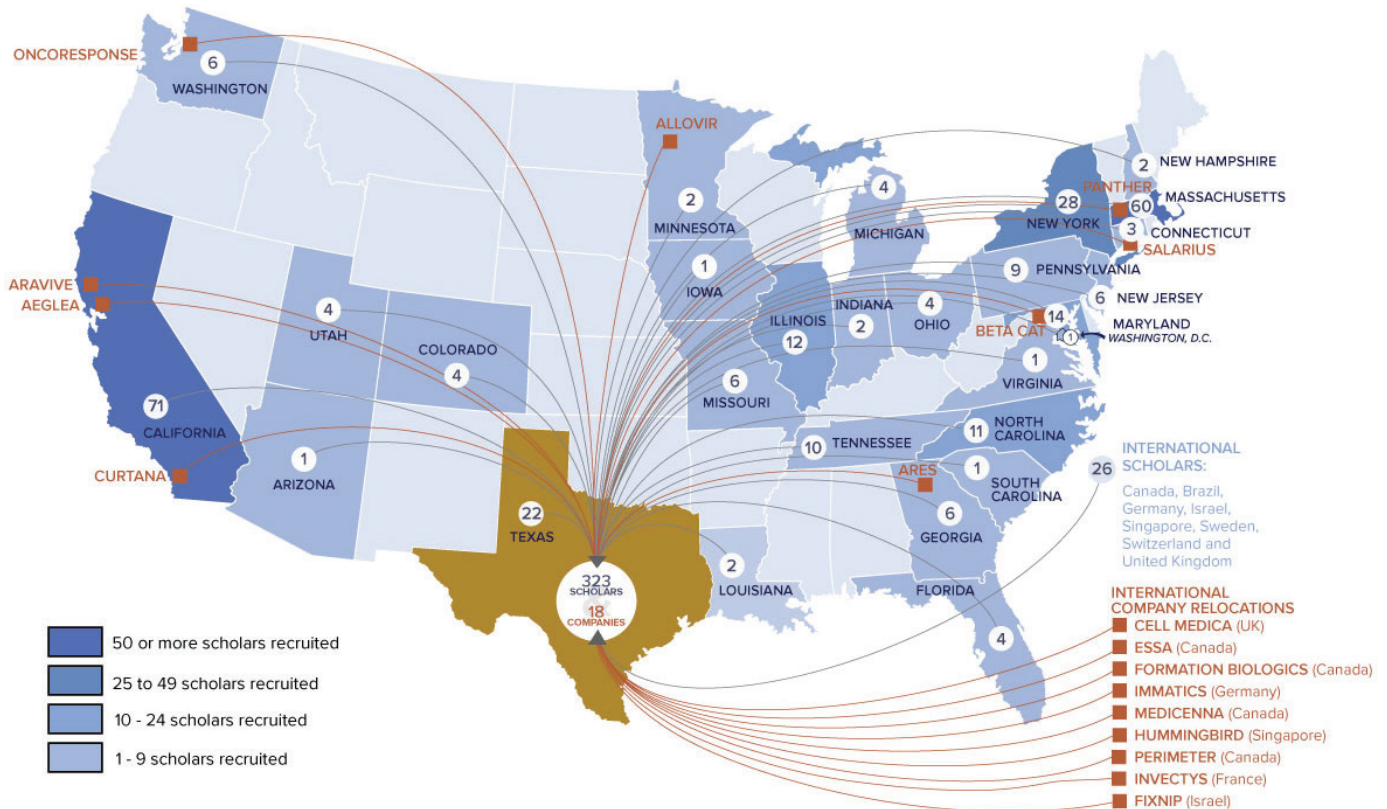 ONCORESPONSE
6
WASHINGTON
ALLOVIR
2
MINNESOTA
4
MICHIGAN
2
NEW HAMPSHIRE
PANTHER
60
MASSACHUSETTS
28
NEW YORK
3
CONNECTICUT
SALARIUS
1
IOWA
9
PENNSYLVANIA
6
NEW JERSEY
ARAVIVE
AEGLEA
4
UTAH
COLORADO
4
ILLINOIS
12
INDIANA
2
4
OHIO
BETA CAT
14
1
MARYLAND
WASHINGTON, D.C.
1
VIRGINIA
6
MISSOURI
71
CALIFORNIA
CURTANA
1
ARIZONA
10
TENNESSEE
11
NORTH
CAROLINA
1
SOUTH
CAROLINA
ARES
6
GEORGIA
22
TEXAS
2
LOUISIANA
FLORIDA
4
323
SCHOLARS
&
18
COMPANIES
26
INTERNATIONAL
SCHOLARS:
Canada, Brazil,
Germany, Israel,
Singapore, Sweden,
Switzerland and
United Kingdom
INTERNATIONAL
COMPANY RELOCATIONS
CELL MEDICA (UK)
ESSA (Canada)
FORMATION BIOLOGICS (Canada)
IMMATICS (Germany)
MEDICENNA (Canada)
HUMMINGBIRD (Singapore)
PERIMETER (Canada)
INVECTYS (France)
FIXNIP (Israel)
50 or more scholars recruited
25 to 49 scholars recruited
10 - 24 scholars recruited
1 - 9 scholars recruited